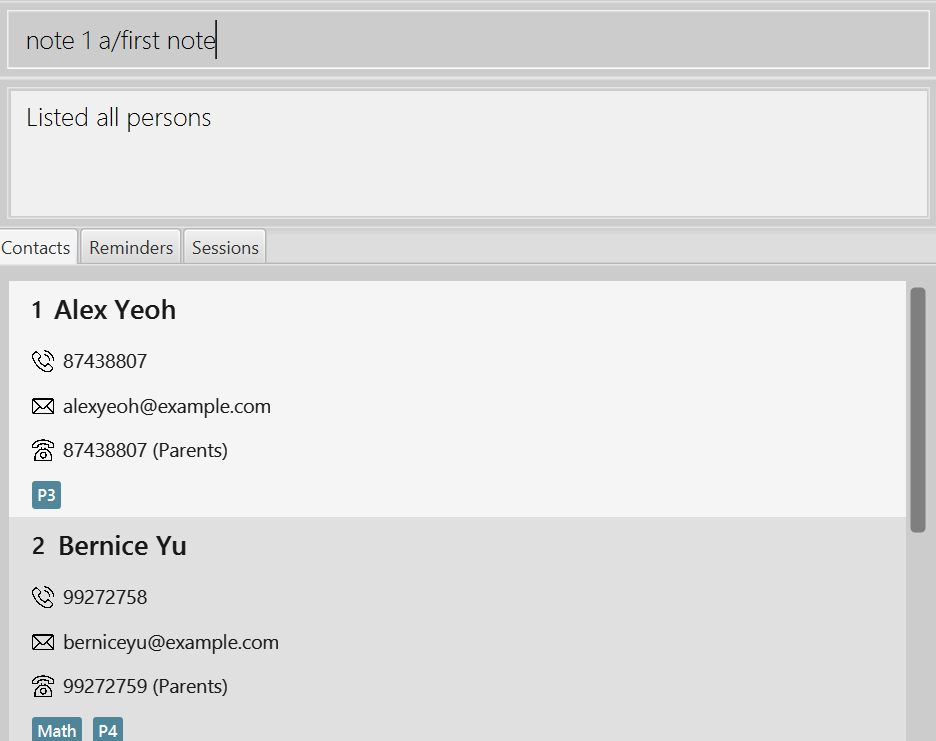 note 1 a/first note
Listed all persons
Contacts Reminders Sessions
1 Alex Yeoh
87438807
alexyeoh@example.com
87438807 (Parents)
P3
2 Bernice Yu
99272758
berniceyu@example.com
99272759 (Parents)
Math P4